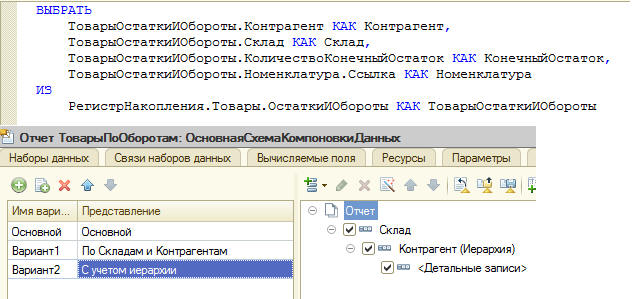 ВЫБРАТЬ
ТоварыОстаткиИОбороты.Контрагент КАК Контрагент,
ТоварыОстаткиИОбороты.Склад КАК Склад,
ТоварыОстаткиИОбороты.КоличествоКонечныйОстаток КАК КонечныйОстаток,
ТоварыОстаткиИОбороты.Номенклатура.Ссылка КАК Номенклатура
ИЗ
РегистрНакопления.Товары.ОстаткиИОбороты КАК ТоварыОстаткиИОбороты
Отчет ТоварыПоОборотам: ОсновнаяСхемаКомпоновкиДанных
Наборы данных Связи наборов данных Вычисляемые поля Ресурсы Параметры
Имя вари... Представление
Основной Основной
Вариант1 По Складам и Контрагентам
Вариант2 С учетом иерархии
Отчет
Склад
Контрагент (Иерархия)
<Детальные записи>